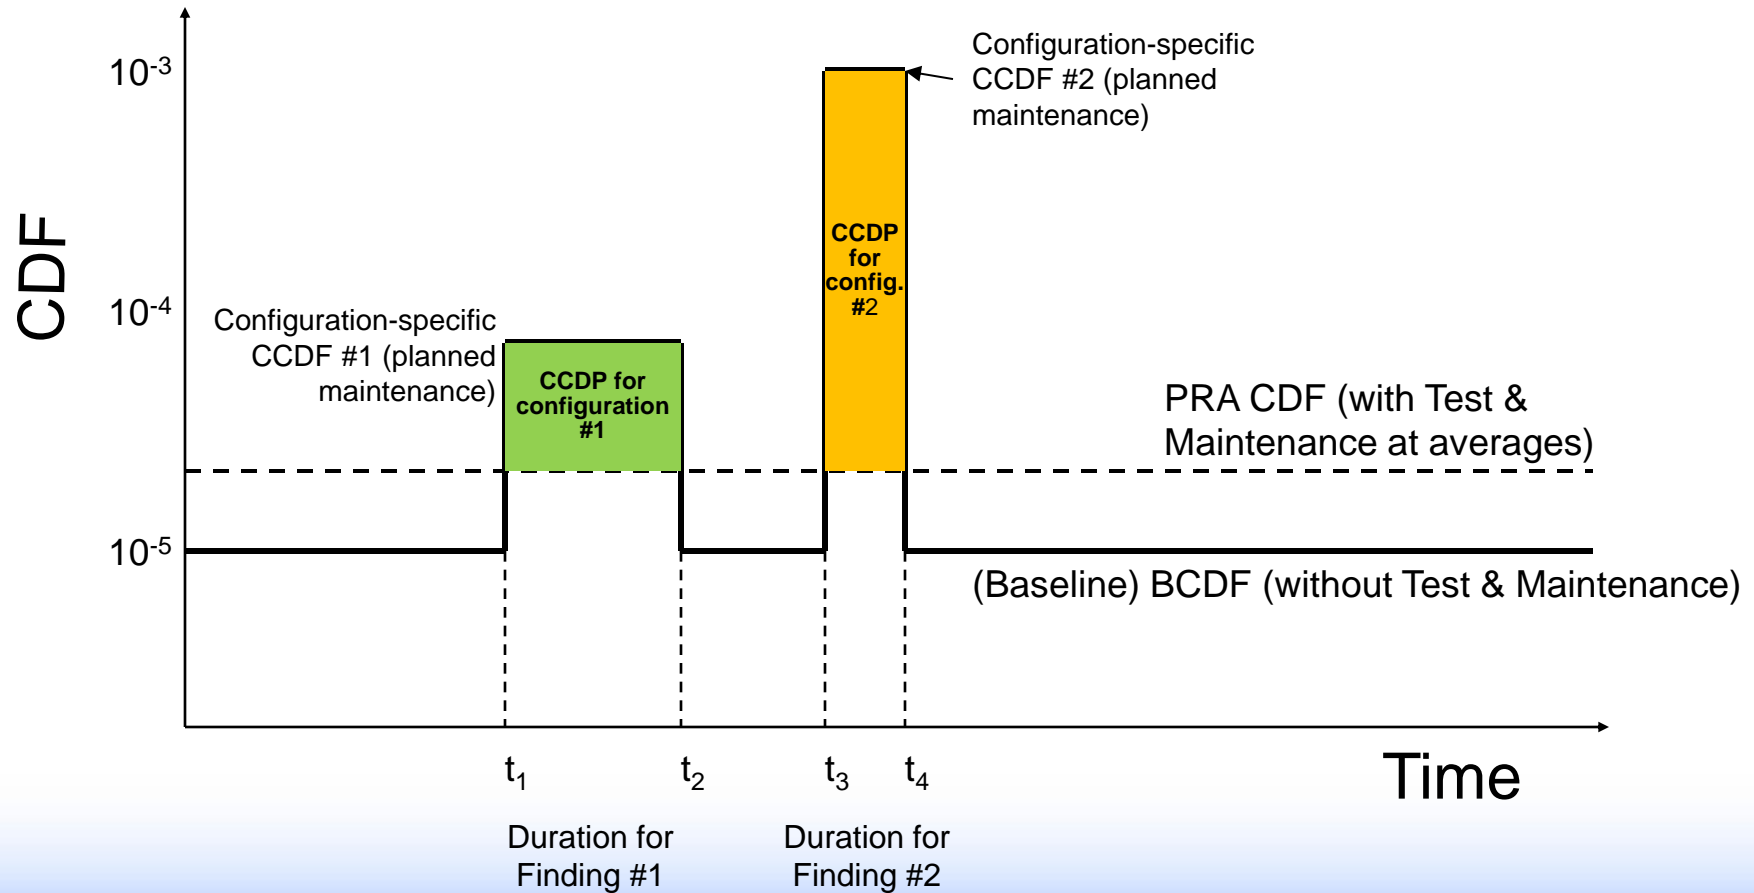 CDF
10-3
10-4
10-5
Configuration-specific
CCDF #2 (planned
maintenance)
CCDP
for
config.
#2
Configuration-specific
CCDF #1 (planned
maintenance)
CCDP for
configuration
#1
PRA CDF (with Test &
Maintenance at averages)
(Baseline) BCDF (without Test & Maintenance)
t1
t2
t3
t4
Time
Duration for
Finding #1
Duration for
Finding #2